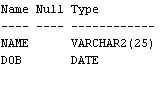 Name Null Type
---- ---- ------------
NAME      VARCHAR2(25)
DOB       DATE